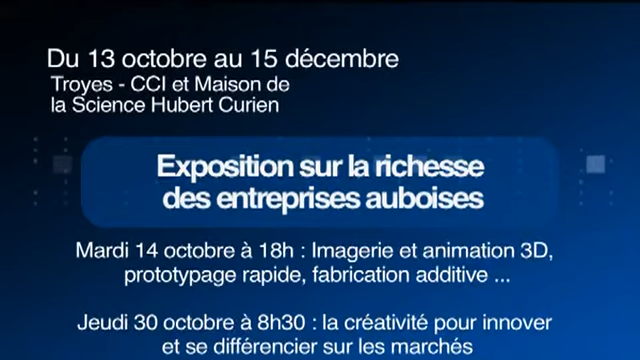 Du 13 octobre au 15 décembre
Troyes - CCI et Maison de
la Science Hubert Curien
Exposition sur la richesse
des entreprises auboises
Mardi 14 octobre à 18h : Imagerie et animation 3D,
prototypage rapide, fabrication additive ...
Jeudi 30 octobre à 8h30 : la créativité pour innover
et se différencier sur les marchés